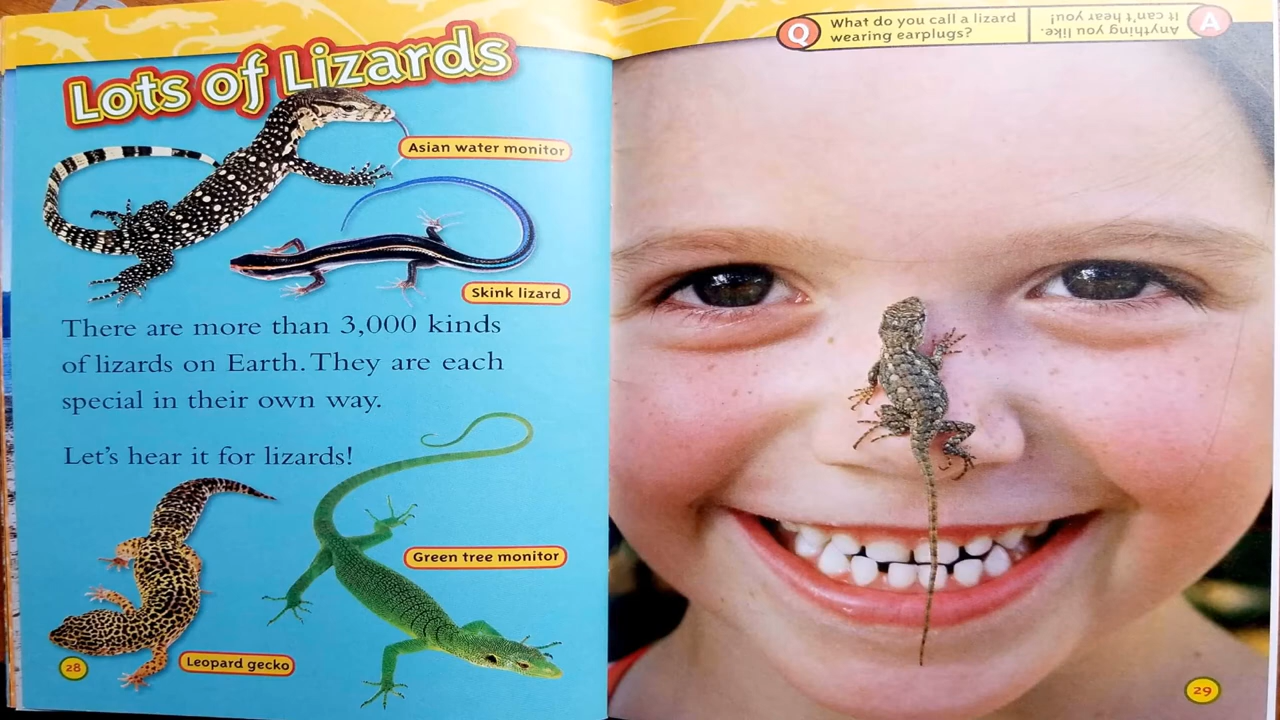 Lots of Lizards
Asian water monitor
Skink lizard
There are more than 3,000 kinds
of lizards on Earth. They are each
special in their own way.
Let's hear it for lizards!
Green tree monitor
Leopard gecko
28
Q
What do you call a lizard
wearing earplugs?
A
Anything you like.
It can't hear you!
29